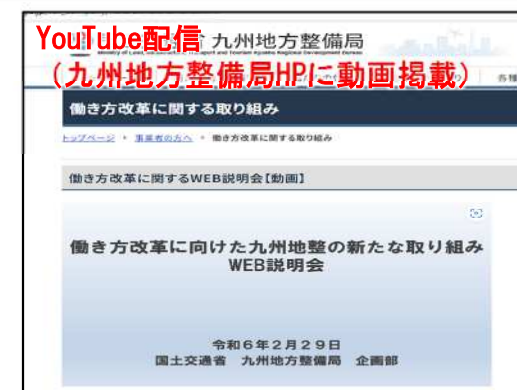 YouTube配信
省 九州地方整備局
(九州地方整備局HPに動画掲載)
各種
働き方改革に関する取り組み
トップページ ・ 事業者の方へ ・ 働き方改革に関する取り組み
働き方改革に関するWEB説明会【動画】
働き方改革に向けた九州地整の新たな取り組み
WEB説明会
令和6年2月29日
国土交通省 九州地方整備局 企画部